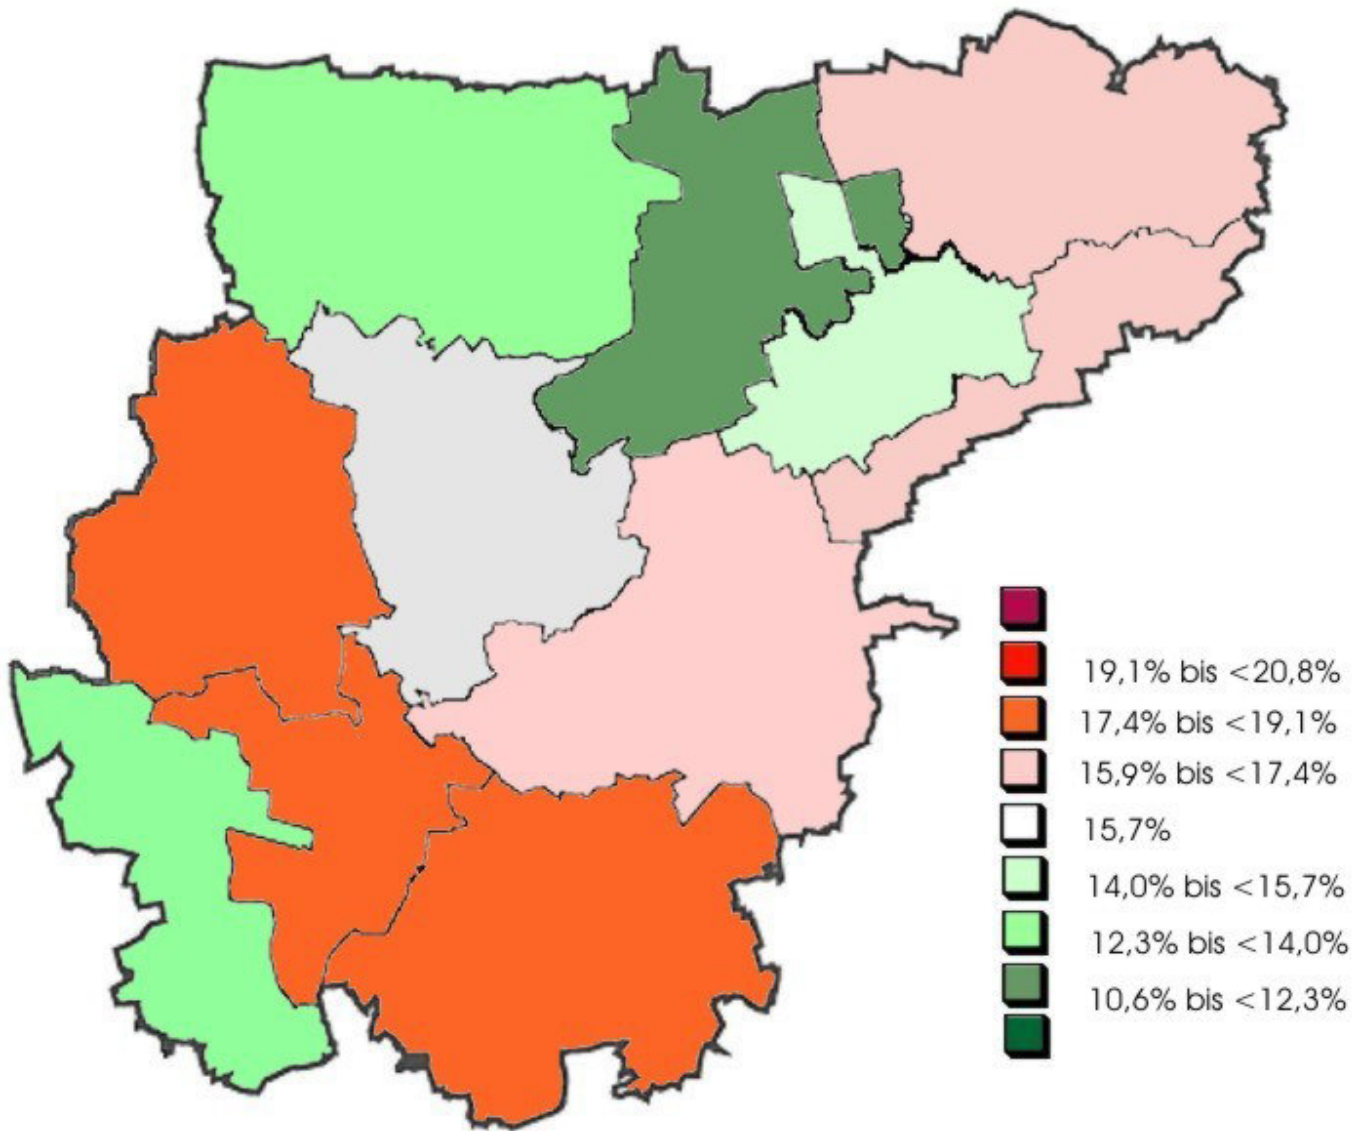 19,1% bis <20,8%
17,4% bis <19,1%
15,9% bis <17,4%
15,7%
14,0% bis <15,7%
12,3% bis <14,0%
10,6% bis <12,3%